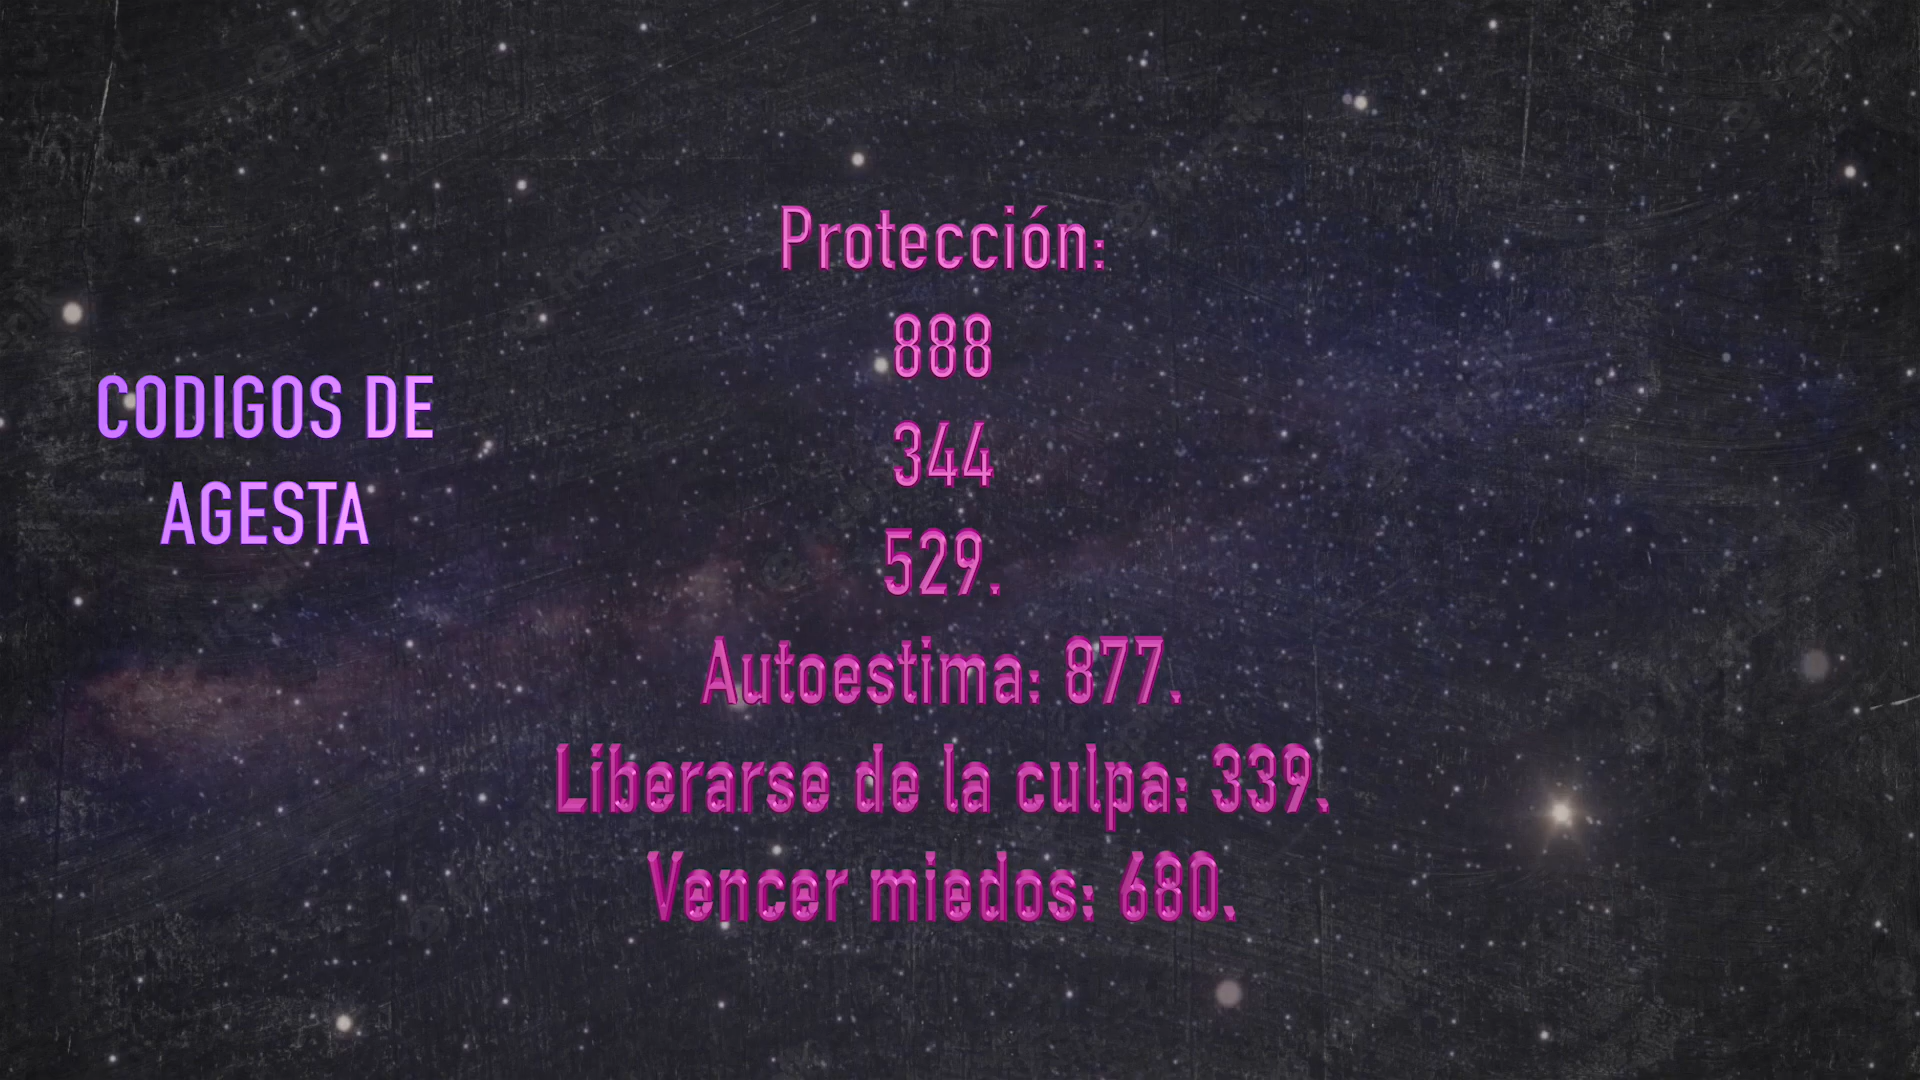 CODIGOS DE
AGESTA
Protección:
888
344
529.
Autoestima: 877.
Liberarse de la culpa: 339.
Vencer miedos: 680.